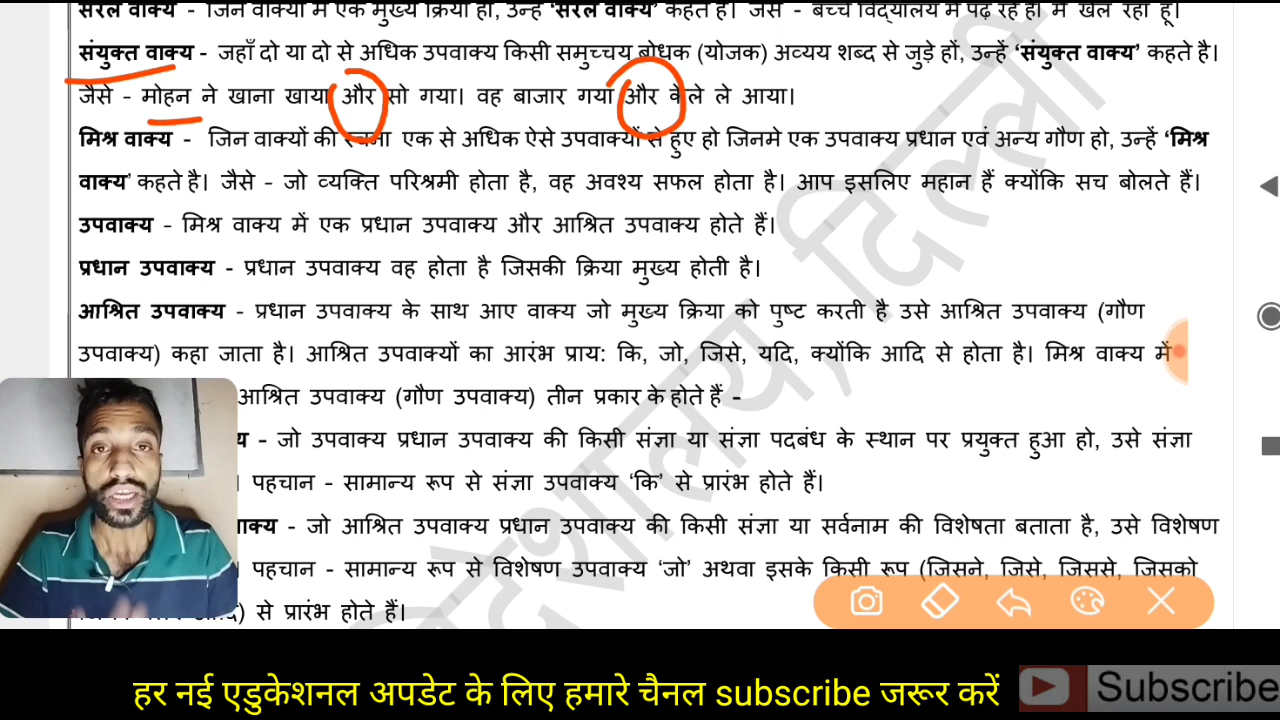 सरल वाक्य - जिन वाक्यों में एक मुख्य क्रिया हो, उन्हें 'सरल वाक्य' कहते हैं। जैसे - बच्चे विद्यालय में पढ़ रहे हैं। मैं खेल रहा हूँ।
संयुक्त वाक्य - जहाँ दो या दो से अधिक उपवाक्य किसी समुच्चय बोधक (योजक) अव्यय शब्द से जुड़े हों, उन्हें 'संयुक्त वाक्य' कहते है।
जैसे - मोहन ने खाना खाया और सो गया। वह बाजार गया और केले ले आया।
मिश्र वाक्य - जिन वाक्यों की रचना एक से अधिक ऐसे उपवाक्यों से हुए हो जिनमे एक उपवाक्य प्रधान एवं अन्य गौण हो, उन्हें 'मिश्र
वाक्य' कहते है। जैसे - जो व्यक्ति परिश्रमी होता है, वह अवश्य सफल होता है। आप इसलिए महान हैं क्योंकि सच बोलते हैं।
उपवाक्य - मिश्र वाक्य में एक प्रधान उपवाक्य और आश्रित उपवाक्य होते हैं।
प्रधान उपवाक्य - प्रधान उपवाक्य वह होता है जिसकी क्रिया मुख्य होती है।
आश्रित उपवाक्य - प्रधान उपवाक्य के साथ आए वाक्य जो मुख्य क्रिया को पुष्ट करती है उसे आश्रित उपवाक्य (गौण
उपवाक्य) कहा जाता है। आश्रित उपवाक्यों का आरंभ प्राय: कि, जो, जिसे, यदि, क्योंकि आदि से होता है। मिश्र वाक्य में
आश्रित उपवाक्य (गौण उपवाक्य) तीन प्रकार के होते हैं -
- जो उपवाक्य प्रधान उपवाक्य की किसी संज्ञा या संज्ञा पदबंध के स्थान पर प्रयुक्त हुआ हो, उसे संज्ञा
पहचान - सामान्य रूप से संज्ञा उपवाक्य 'कि' से प्रारंभ होते हैं।
वाक्य - जो आश्रित उपवाक्य प्रधान उपवाक्य की किसी संज्ञा या सर्वनाम की विशेषता बताता है, उसे विशेषण
पहचान - सामान्य रूप से विशेषण उपवाक्य 'जो' अथवा इसके किसी रूप (जिसने, जिसे, जिससे, जिसको
से प्रारंभ होते हैं।
हर नई एडुकेशनल अपडेट के लिए हमारे चैनल subscribe जरूर करें
Subscribe